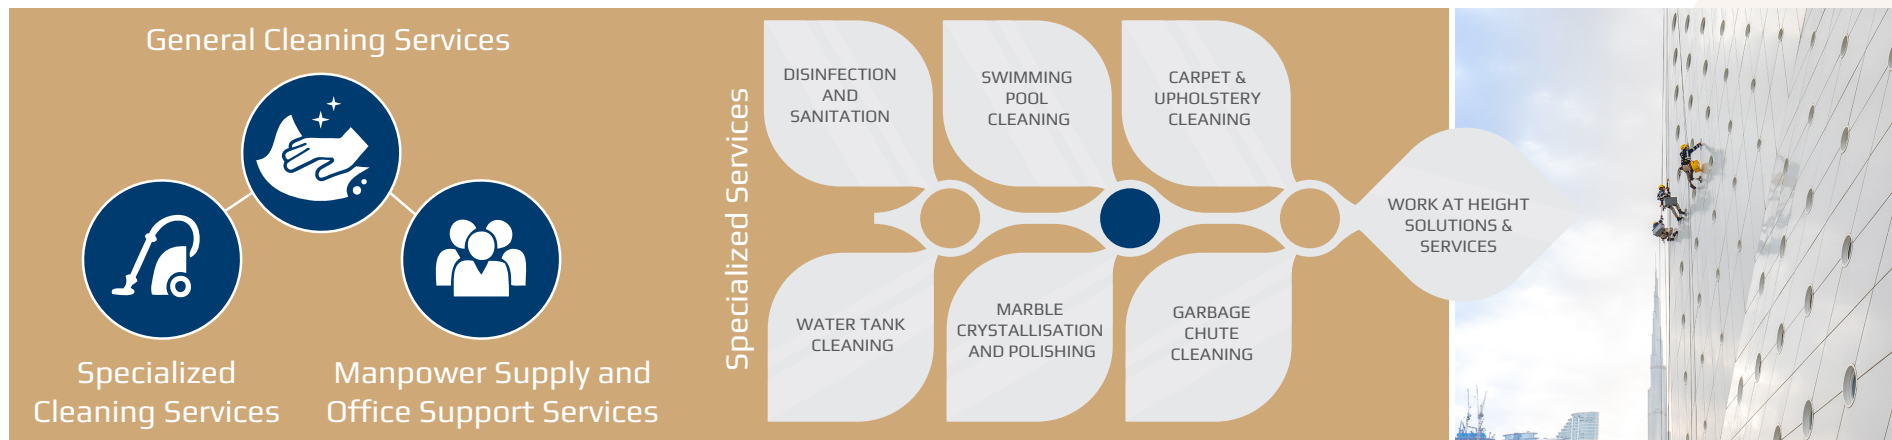 General Cleaning Services
Specialized
Cleaning Services
Manpower Supply and
Office Support Services
Specialized Services
DISINFECTION
AND
SANITATION
SWIMMING
POOL
CLEANING
CARPET &
UPHOLSTERY
CLEANING
WATER TANK
CLEANING
MARBLE
CRYSTALLISATION
AND POLISHING
GARBAGE
CHUTE
CLEANING
WORK AT HEIGHT
SOLUTIONS &
SERVICES